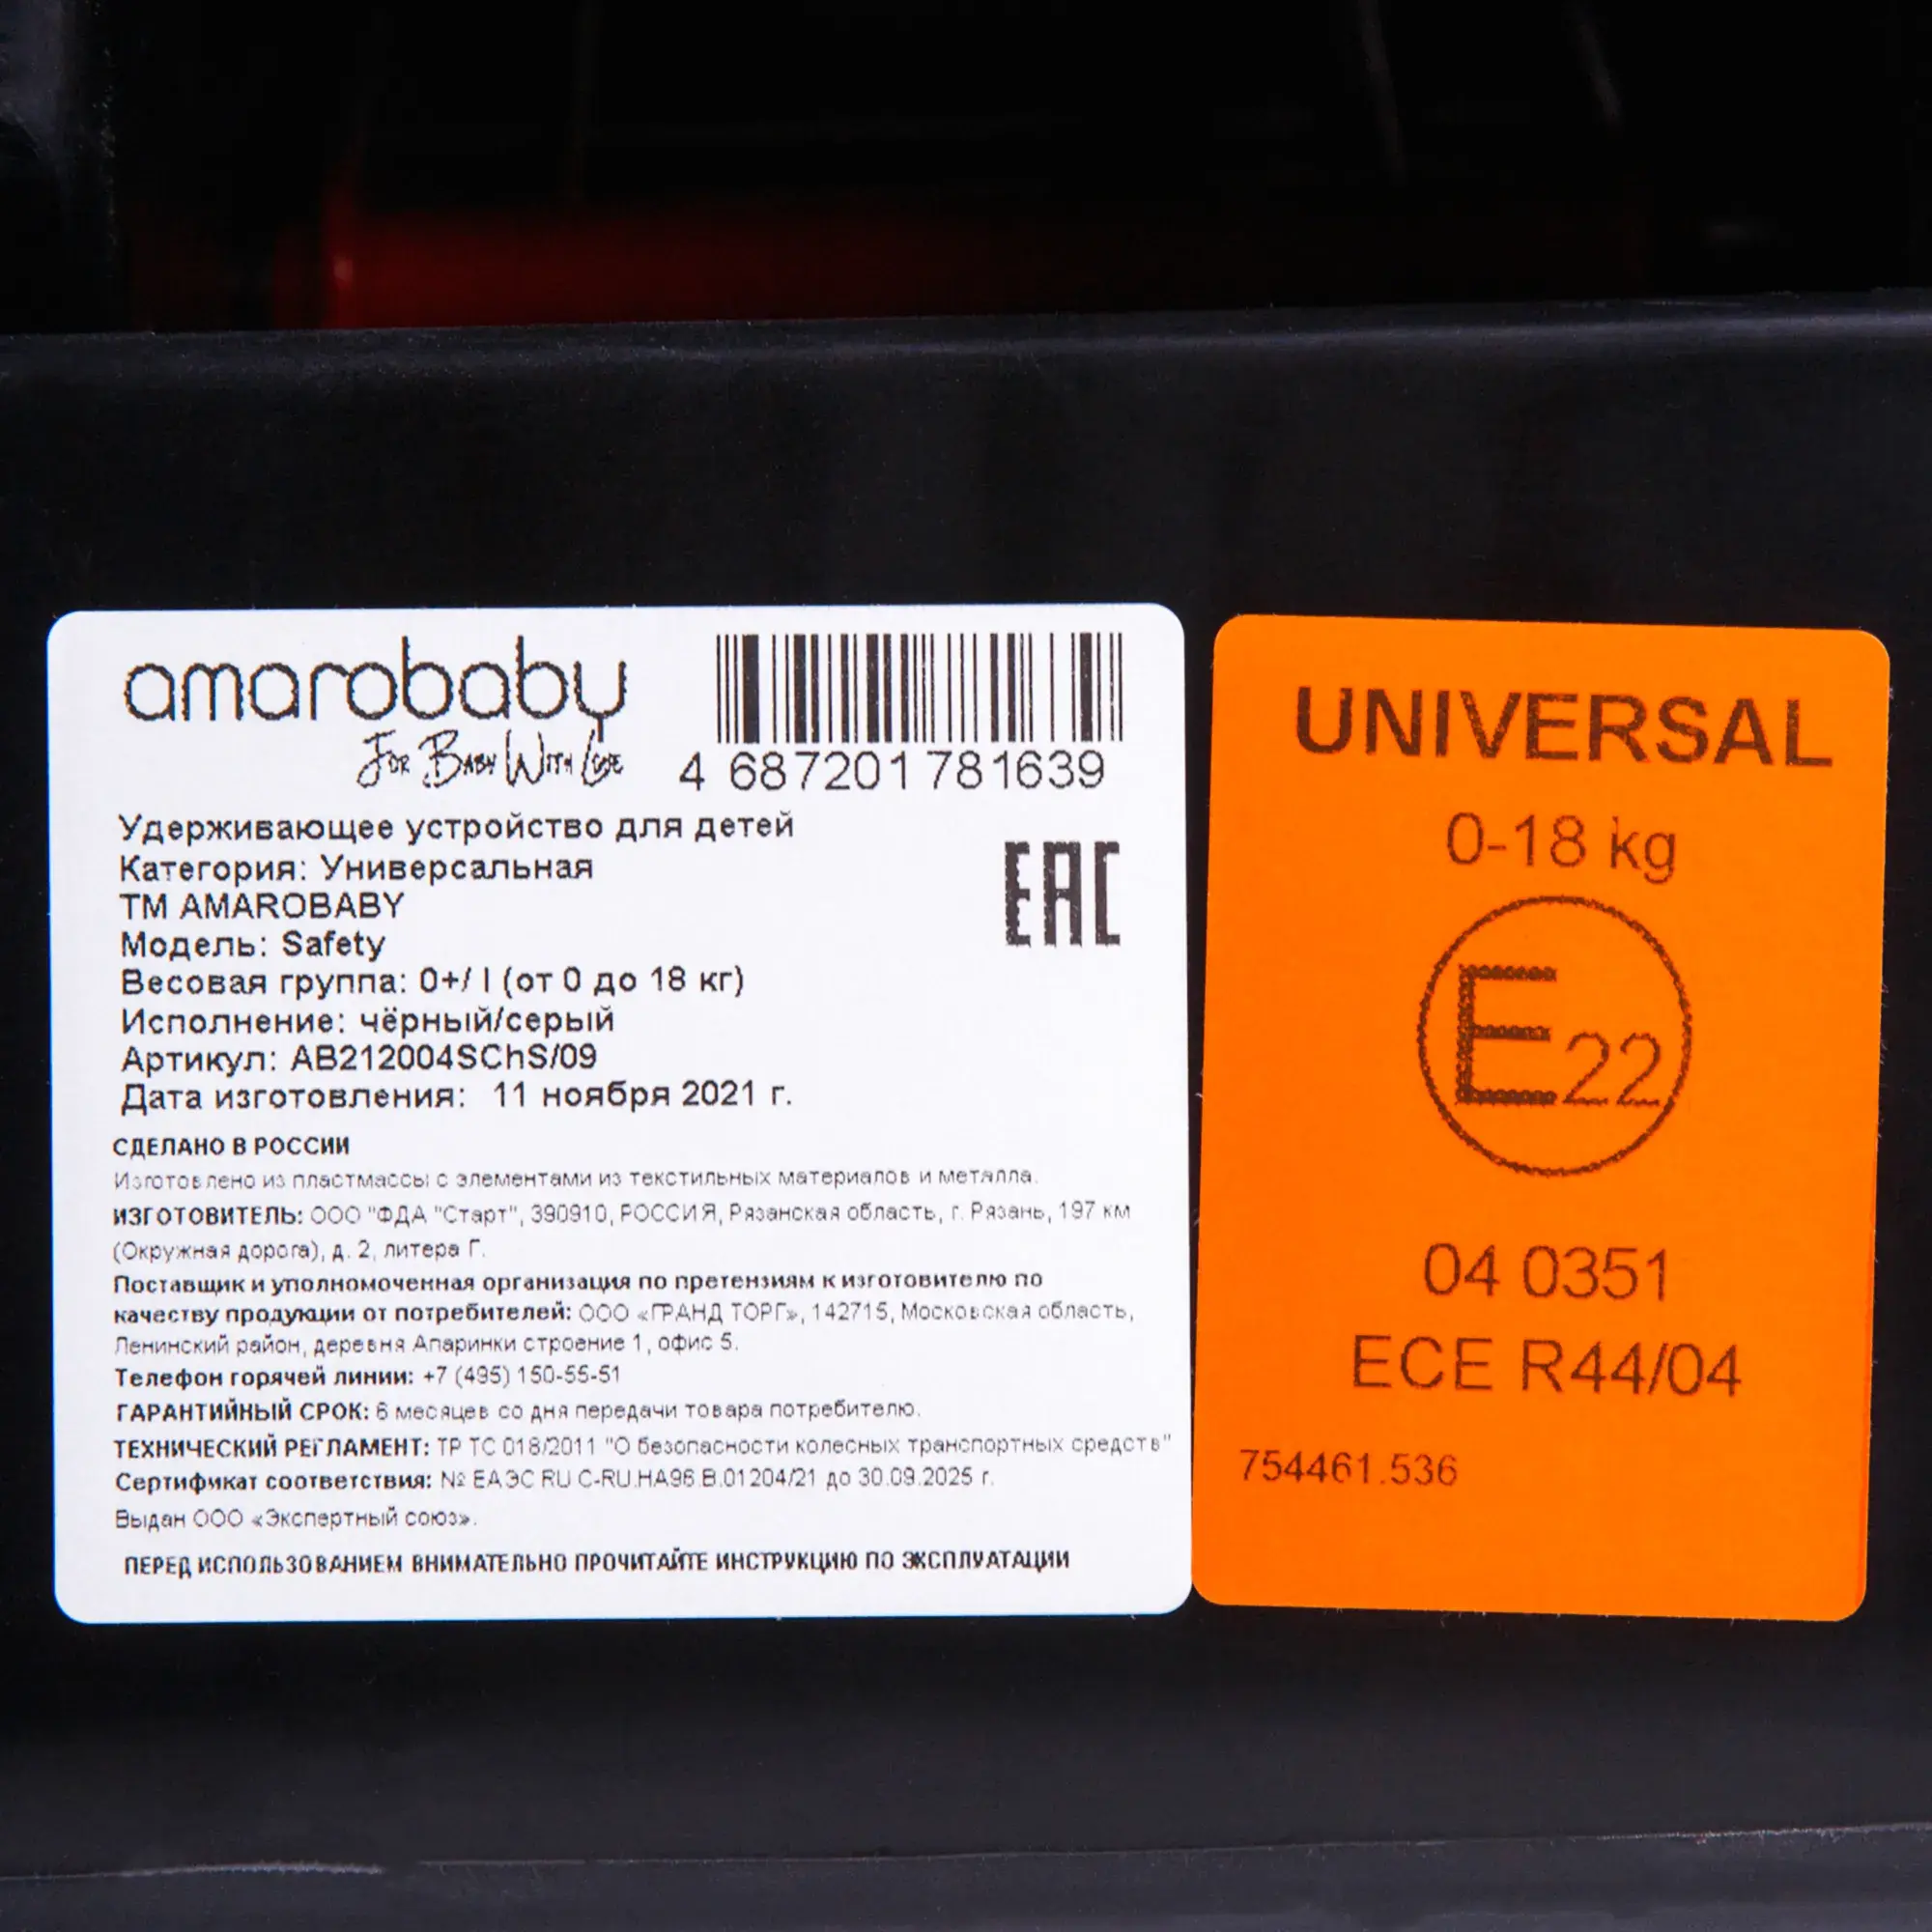 amarobaby
For Baby With Love
4 687201 781639
Удерживающее устройство для детей
Категория: Универсальная
ТМ AMAROBABY
Модель: Safety
Весовая группа: 0+/ I (от 0 до 18 кг)
Исполнение: чёрный/серый
Артикул: AB212004SChS/09
Дата изготовления: 11 ноября 2021 г.
EAC
СДЕЛАНО В РОССИИ
Изготовлено из пластмассы с элементами из текстильных материалов и металла.
ИЗГОТОВИТЕЛЬ: ООО "ФДА "Старт", 390910, РОССИЯ, Рязанская область, г. Рязань, 197 км
(Окружная дорога), д. 2, литера Г.
Поставщик и уполномоченная организация по претензиям к изготовителю по
качеству продукции от потребителей: ООО «ГРАНД ТОРГ», 142715, Московская область,
Ленинский район, деревня Апаринки строение 1, офис 5.
Телефон горячей линии: +7 (495) 150-55-51
ГАРАНТИЙНЫЙ СРОК: 6 месяцев со дня передачи товара потребителю.
ТЕХНИЧЕСКИЙ РЕГЛАМЕНТ: ТР ТС 018/2011 "О безопасности колесных транспортных средств"
Сертификат соответствия: № ЕАЭС RU C-RU.HA96.B.01204/21 до 30.09.2025 г.
Выдан ООО «Экспертный союз».
ПЕРЕД ИСПОЛЬЗОВАНИЕМ ВНИМАТЕЛЬНО ПРОЧИТАЙТЕ ИНСТРУКЦИЮ ПО ЭКСПЛУАТАЦИИ
UNIVERSAL
0-18 kg
E22
04 0351
ECE R44/04
754461.536